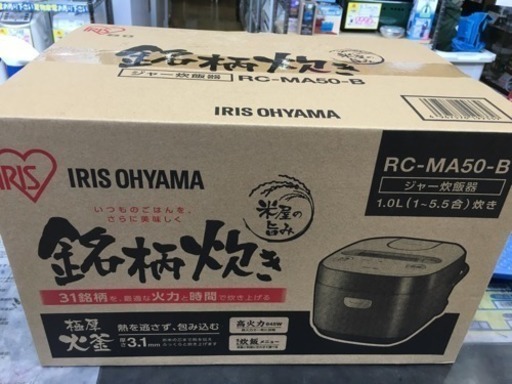 銘柄炊き
ジャー炊飯器
RC-MA50-B
IRIS OHYAMA
IRIS
IRIS OHYAMA
RC-MA50-B
ジャー炊飯器
1.0L(1~5.5合)炊き
いつものごはんを、
さらに美味しく
米屋の
旨み
銘柄炊き
31銘柄を、最適な火力と時間で炊き上げる
極厚
火釜
熱を逃さず、包み込む
厚さ3.1mm
高火力
炊飯メニュー